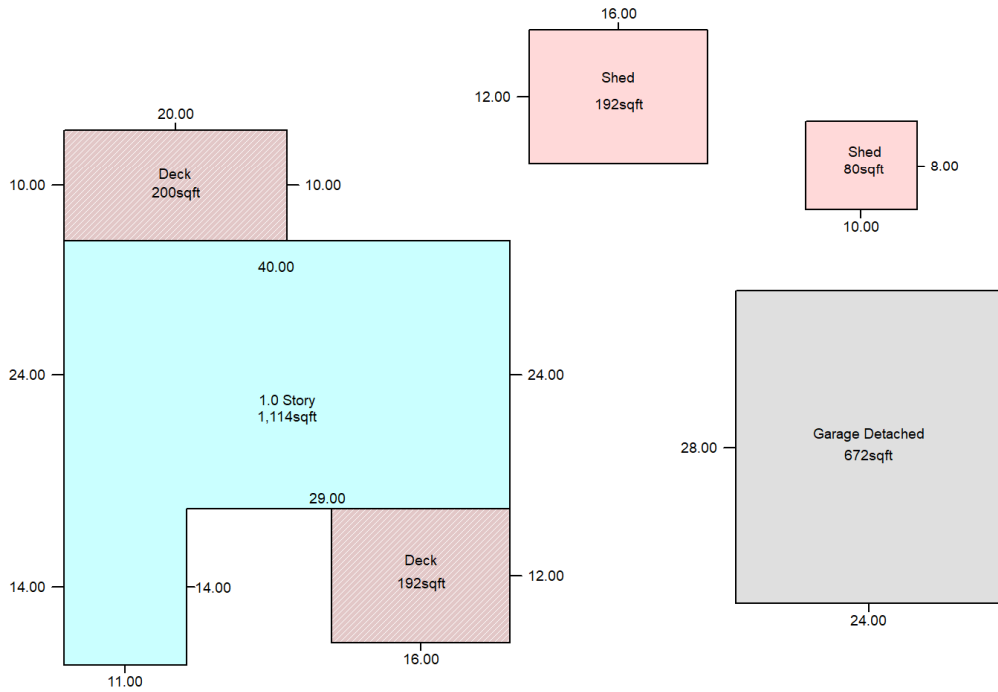 16.00
Shed
12.00
192sqft
20.00
Shed
80sqft
8.00
Deck
200sqft
10.00
10.00
10.00
40.00
24.00
24.00
1.0 Story
1,114sqft
Garage Detached
672sqft
28.00
29.00
Deck
192sqft
12.00
14.00
14.00
24.00
16.00
11.00